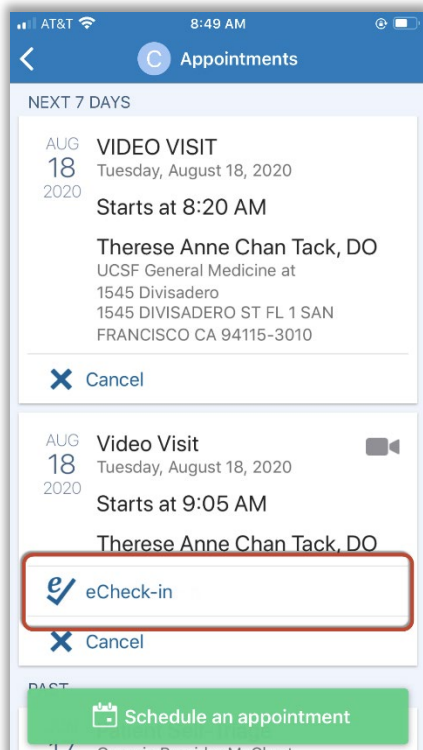 AT&T 8:49 AM
C Appointments
NEXT 7 DAYS
AUG
18
2020
VIDEO VISIT
Tuesday, August 18, 2020
Starts at 8:20 AM
Therese Anne Chan Tack, DO
UCSF General Medicine at
1545 Divisadero
1545 DIVISADERO ST FL 1 SAN
FRANCISCO CA 94115-3010
Cancel
AUG
18
2020
Video Visit
Tuesday, August 18, 2020
Starts at 9:05 AM
Therese Anne Chan Tack, DO
eCheck-in
Cancel
PAST
Schedule an appointment